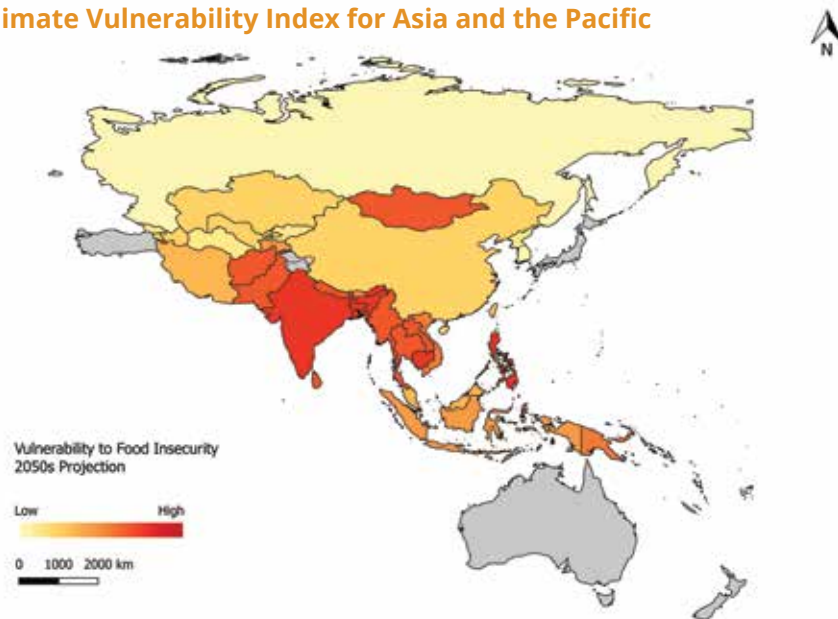 imate Vulnerability Index for Asia and the Pacific
N
Vulnerability to Food Insecurity
2050s Projection
Low High
0 1000 2000 km